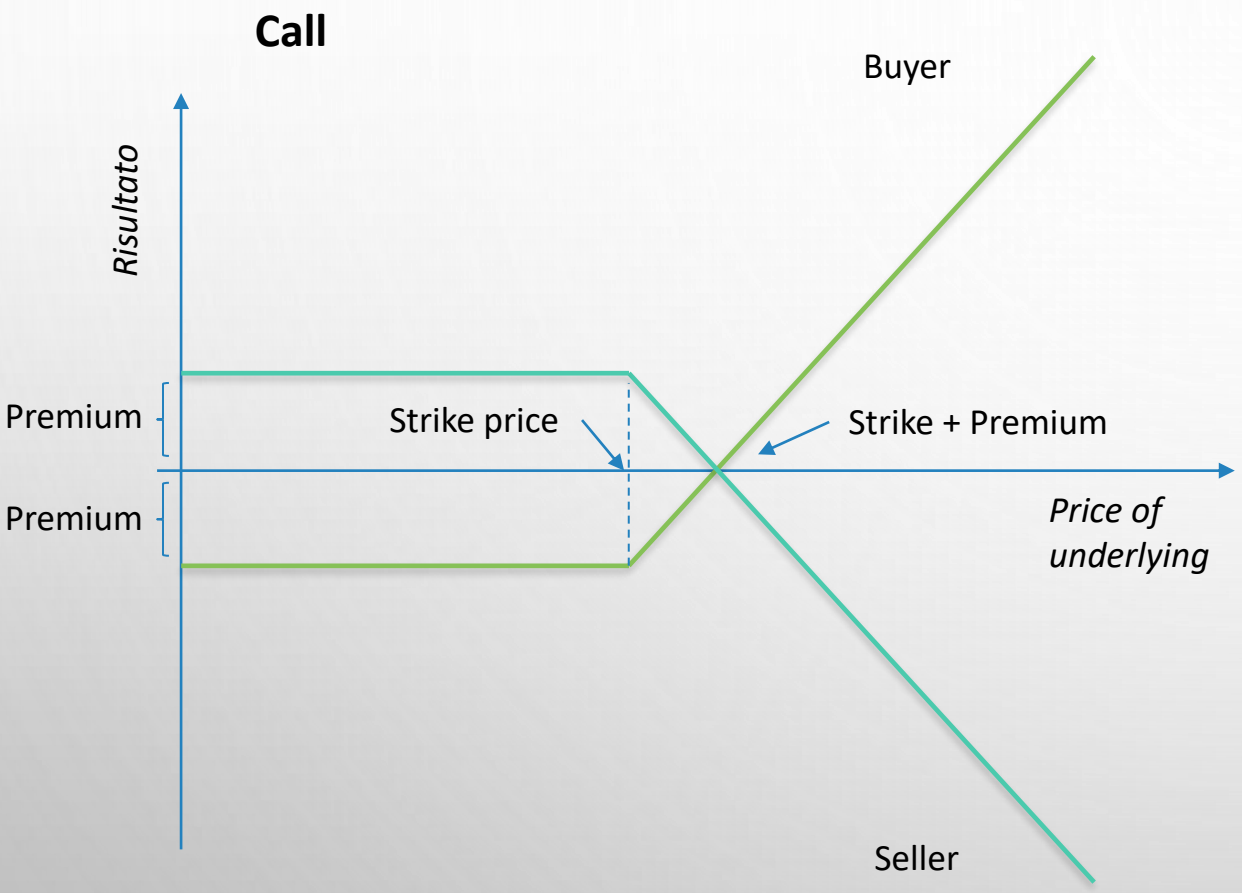 Call
Buyer
Risultato
Premium
Strike price
Strike + Premium
Premium
Price of
underlying
Seller